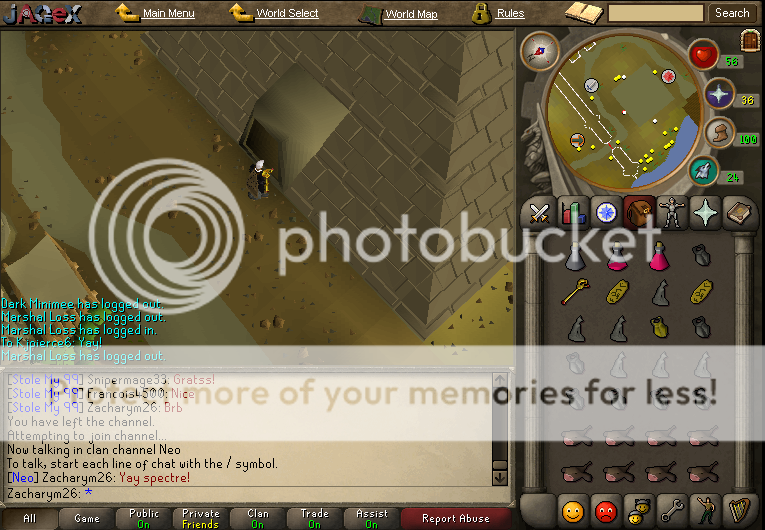 JAGEX
Main Menu
World Select
World Map
Rules
Search
56
36
100
24
photobucket
Dark Minimee has logged out.
Marshal Loss has logged out.
Marshal Loss has logged in.
To Kjpierce6: Yay!
Marshal Loss has logged out.
more of your memories for less!
[Stole My 99] Snipermage33: Gratss!
[Stole My 99] Francois4500: Nice
[Stole My 99] Zacharym26: Brb
You have left the channel.
Attempting to join channel...
Now talking in clan channel Neo
To talk, start each line of chat with the / symbol.
[Neo] Zacharym26: Yay spectre!
Zacharym26: *
All
Game
Public
On
Private
Friends
Clan
On
Trade
On
Assist
On
Report Abuse